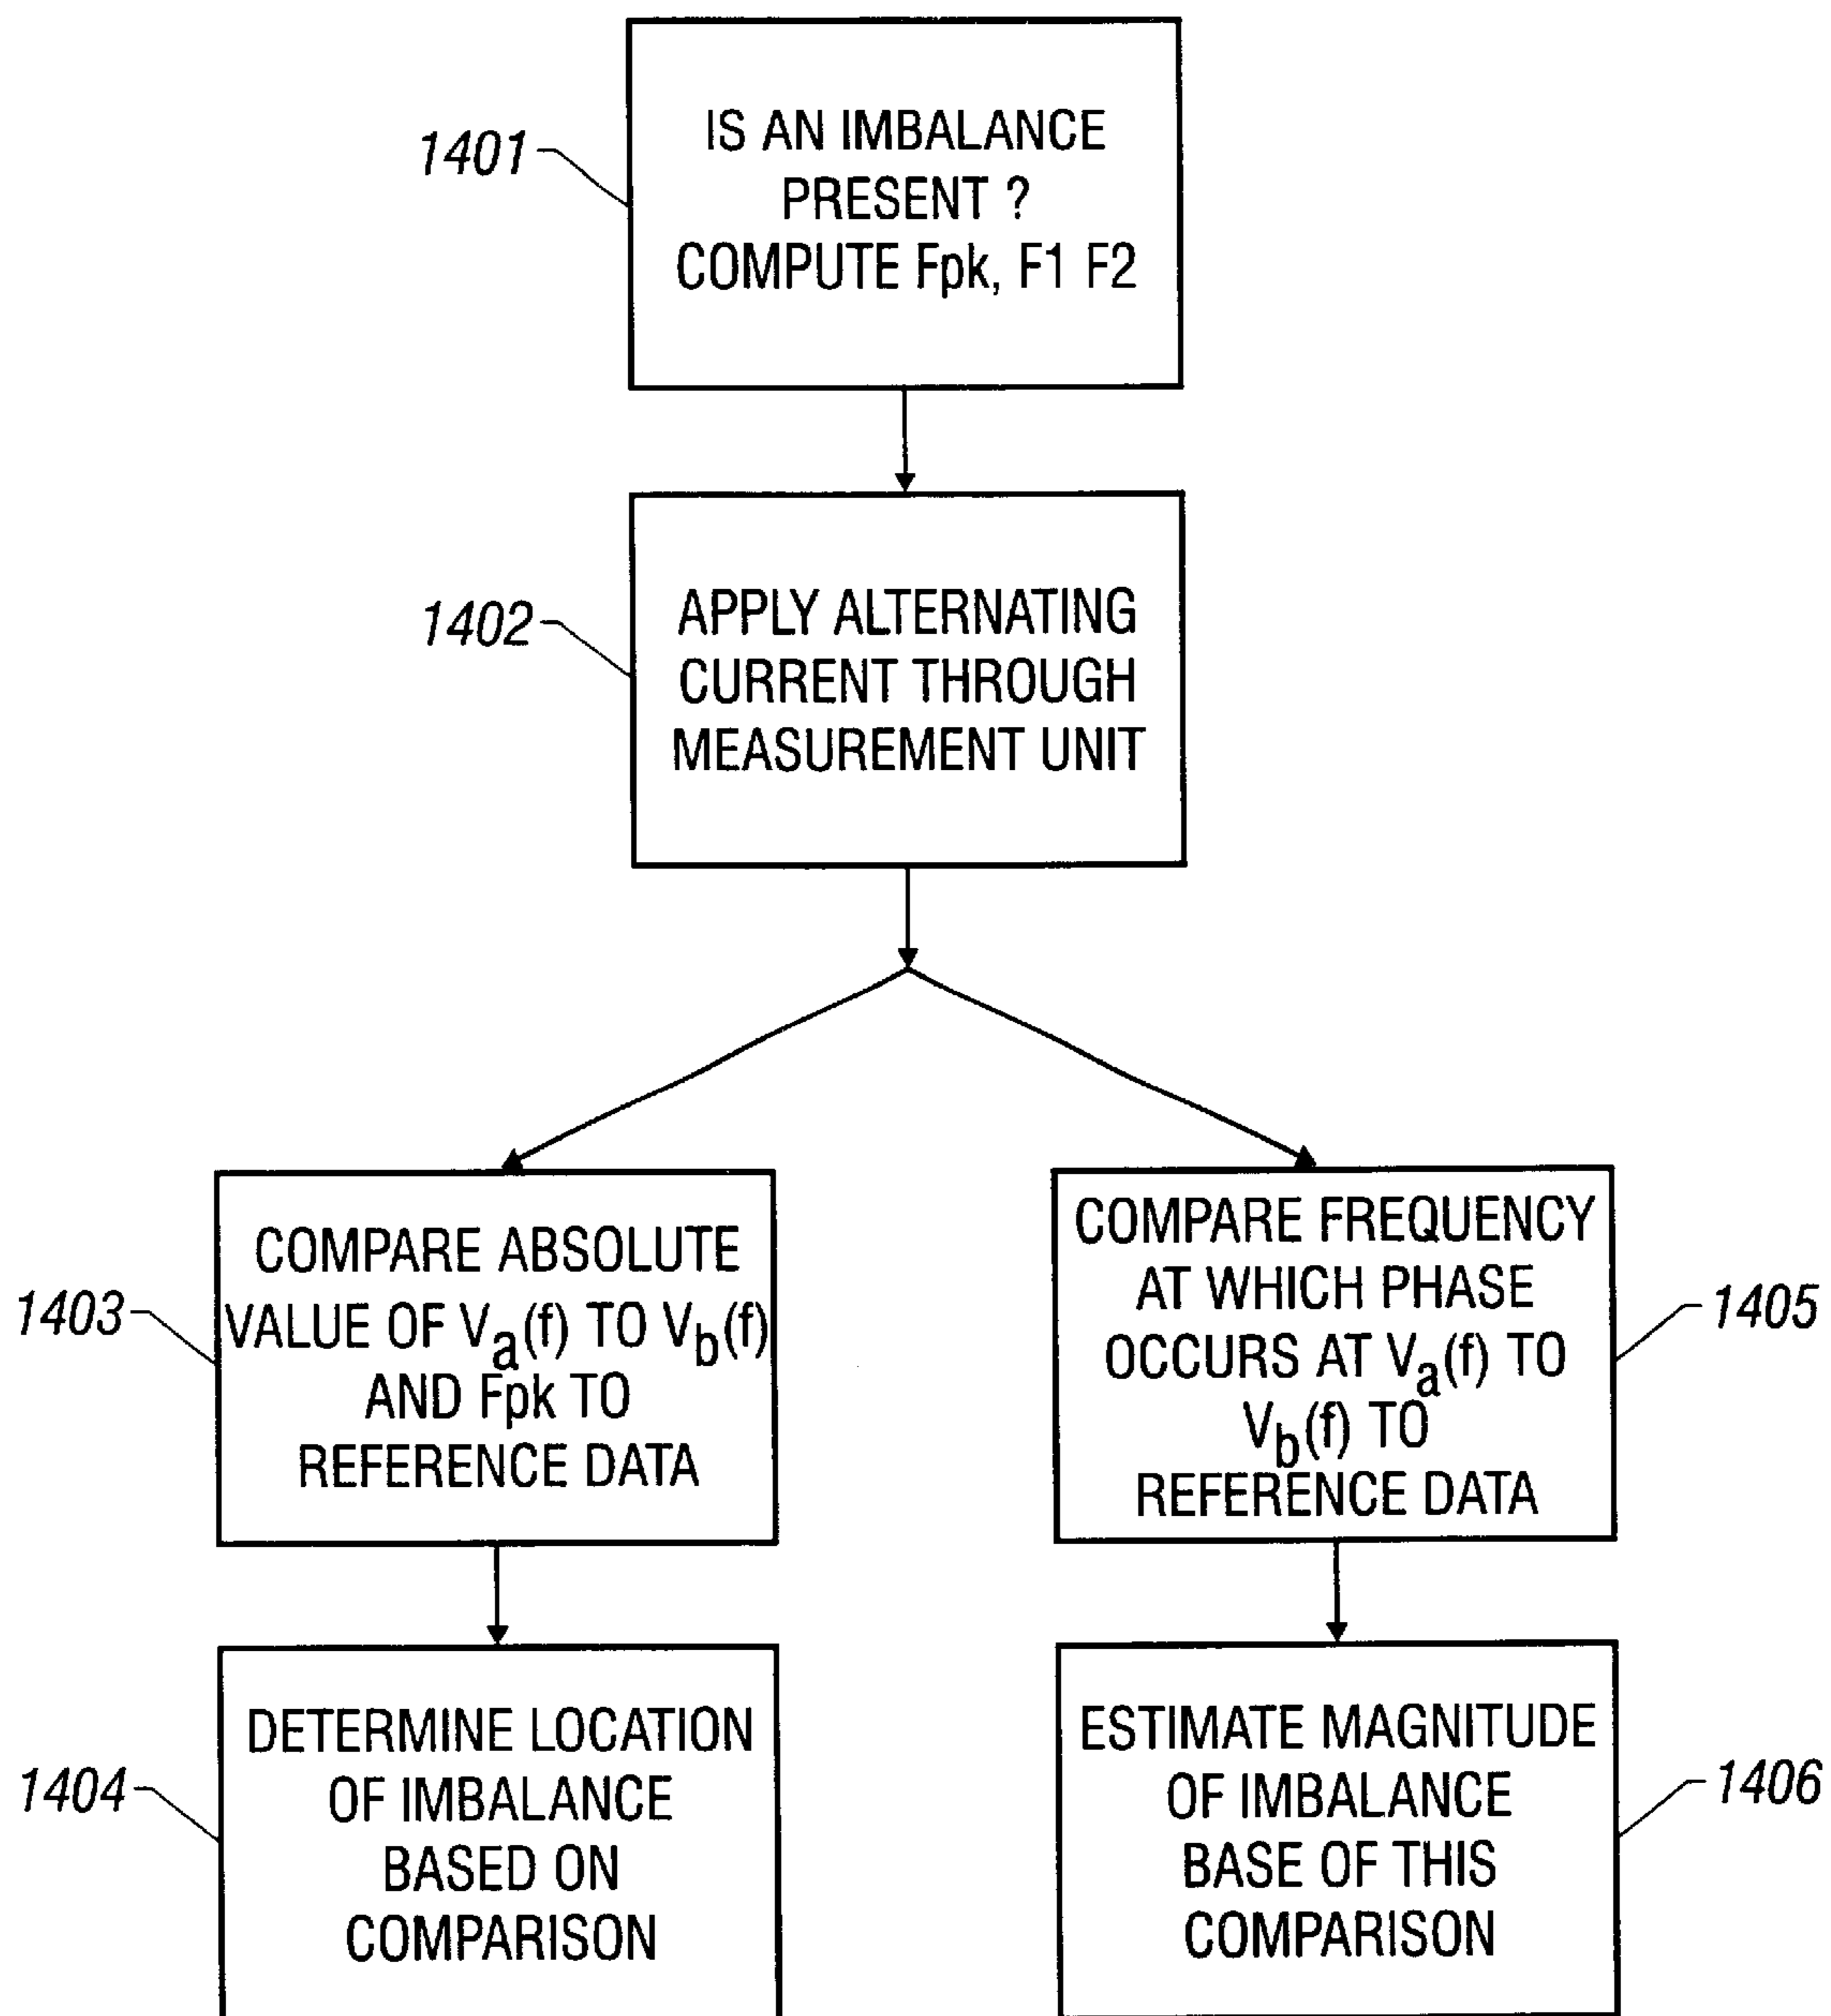 1401
IS AN IMBALANCE
PRESENT ?
COMPUTE Fpk, F1 F2
1402
APPLY ALTERNATING
CURRENT THROUGH
MEASUREMENT UNIT
1403
COMPARE ABSOLUTE
VALUE OF Va(f) TO Vb(f)
AND Fpk TO
REFERENCE DATA
1405
COMPARE FREQUENCY
AT WHICH PHASE
OCCURS AT Va(f) TO
Vb(f) TO
REFERENCE DATA
1404
DETERMINE LOCATION
OF IMBALANCE
BASED ON
COMPARISON
1406
ESTIMATE MAGNITUDE
OF IMBALANCE
BASE OF THIS
COMPARISON